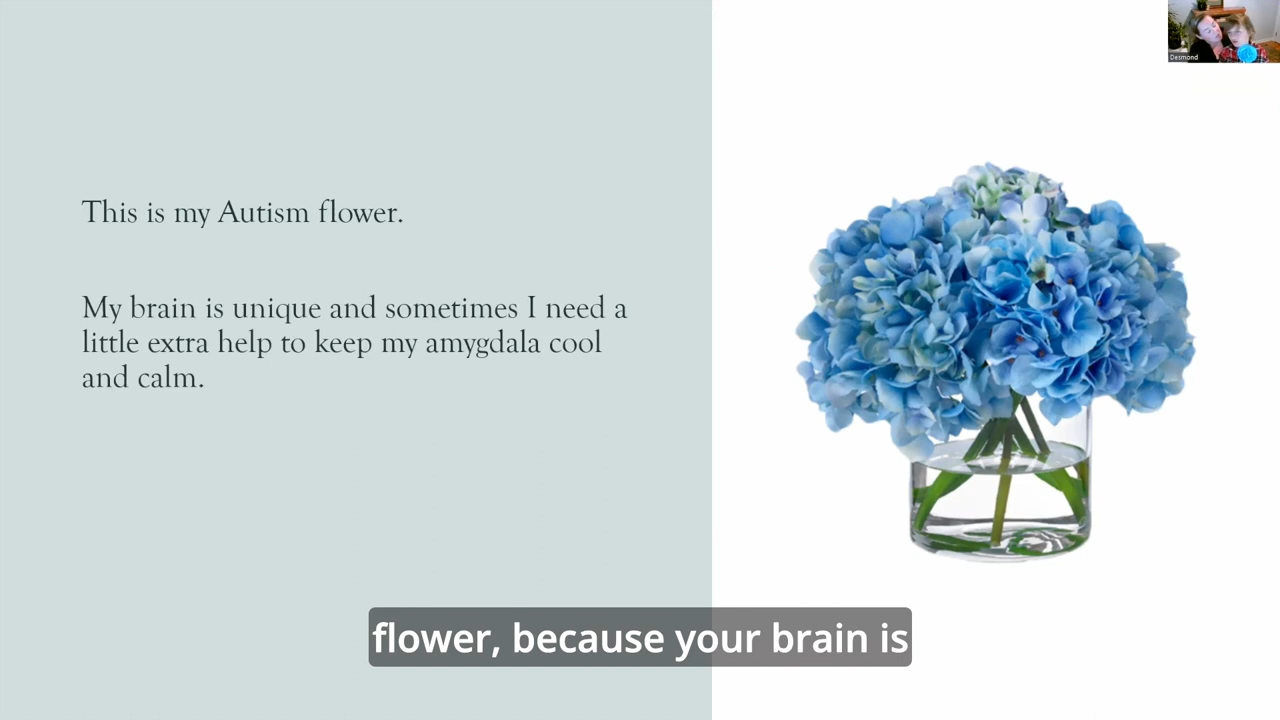 Desmond
This is my Autism flower.
My brain is unique and sometimes I need a
little extra help to keep my amygdala cool
and calm.
flower, because your brain is